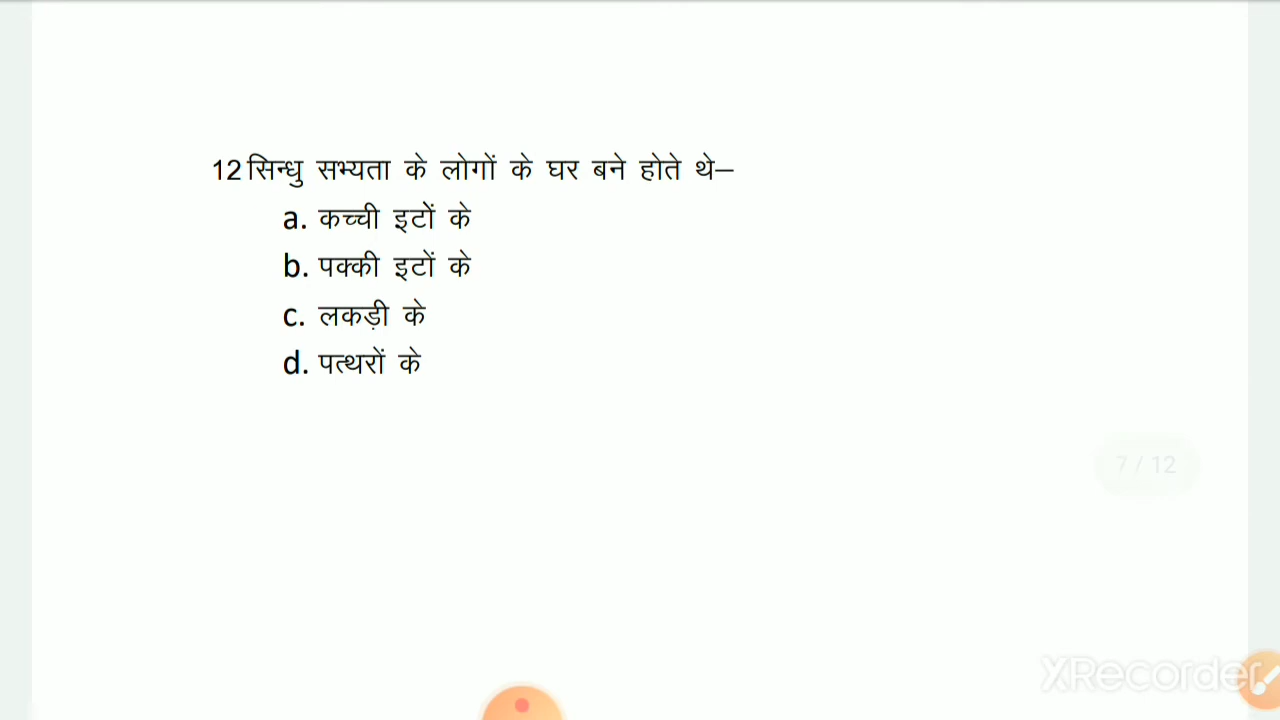 12 सिन्धु सभ्यता के लोगों के घर बने होते थे–
a. कच्ची इटों के
b. पक्की इटों के
c. लकड़ी के
d. पत्थरों के
7 / 12
XRecorder